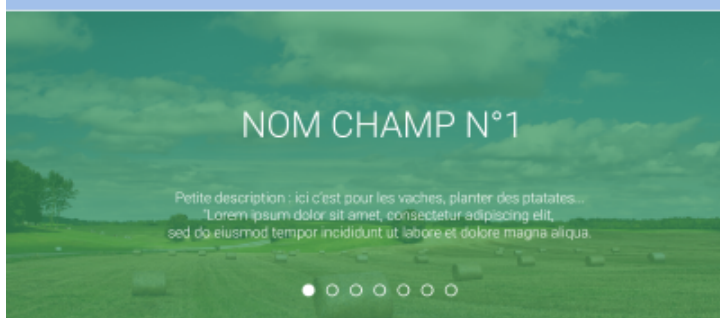 NOM CHAMP N°1
Petite description : ici c'est pour les vaches, planter des ptatates...
"Lorem ipsum dolor sit amet, consectetur adipiscing elit,
sed do eiusmod tempor incididunt ut labore et dolore magna aliqua.